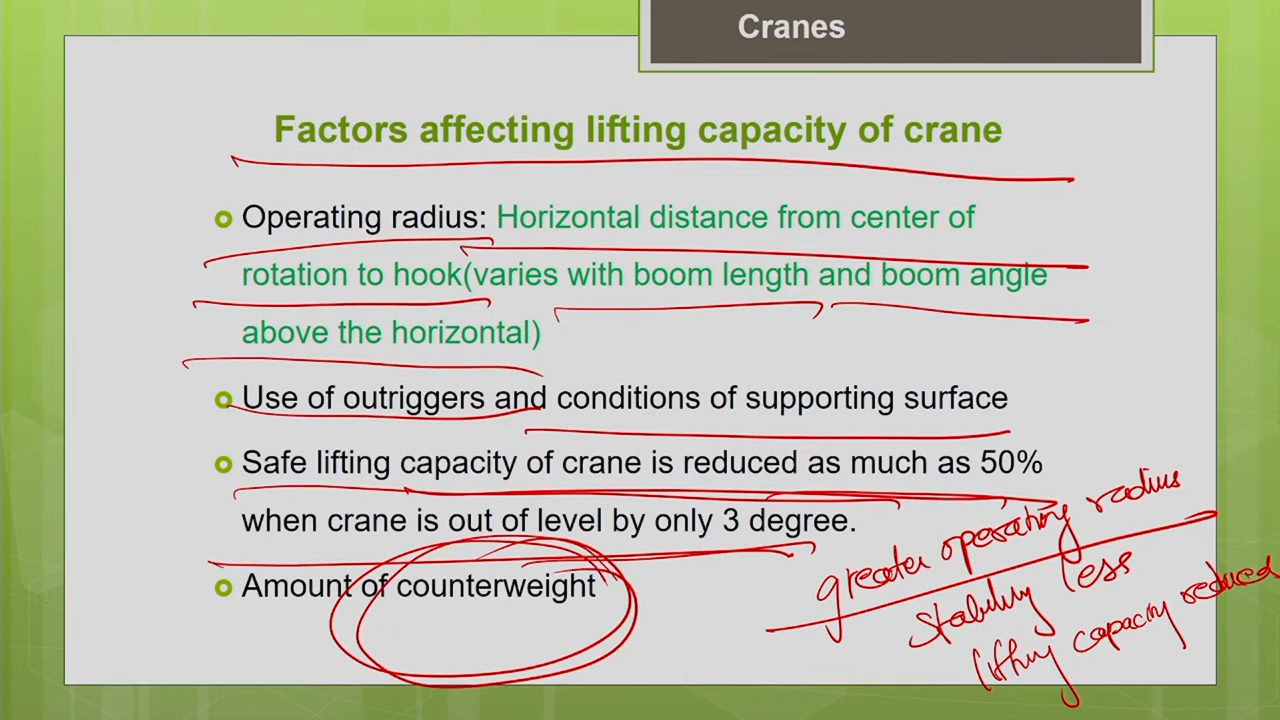 Cranes
Factors affecting lifting capacity of crane
Operating radius: Horizontal distance from center of
rotation to hook(varies with boom length and boom angle
above the horizontal)
Use of outriggers and conditions of supporting surface
Safe lifting capacity of crane is reduced as much as 50%
when crane is out of level by only 3 degree.
Amount of counterweight
greater operating radius
stability less
lifting capacity reduced